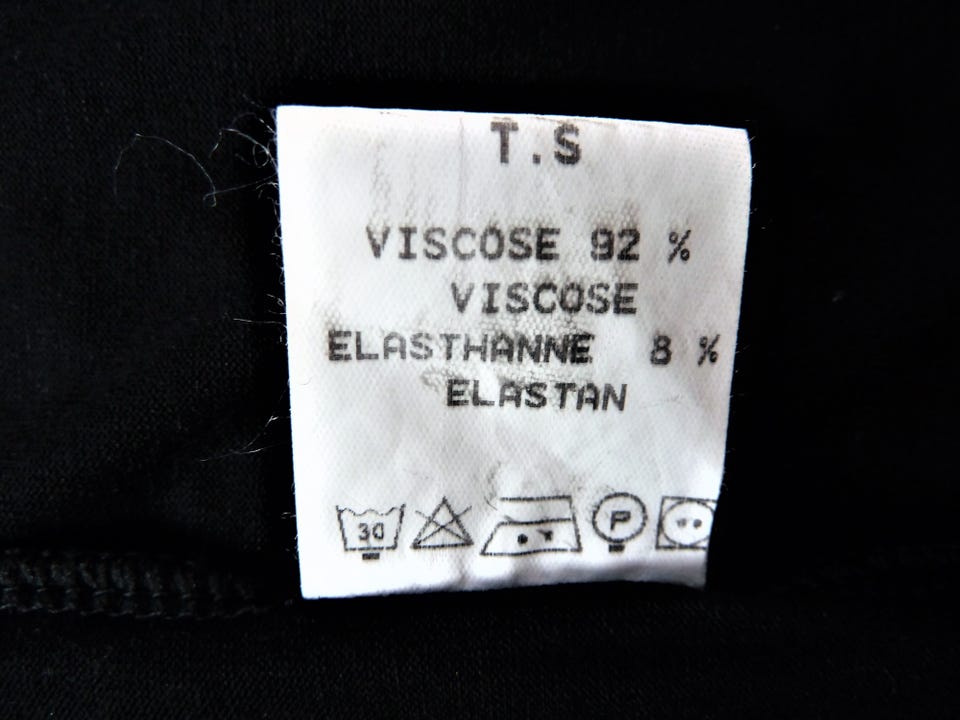 T.S
VISCOSE 92 %
VISCOSE
ELASTHANNE 8 %
ELASTAN
30 P